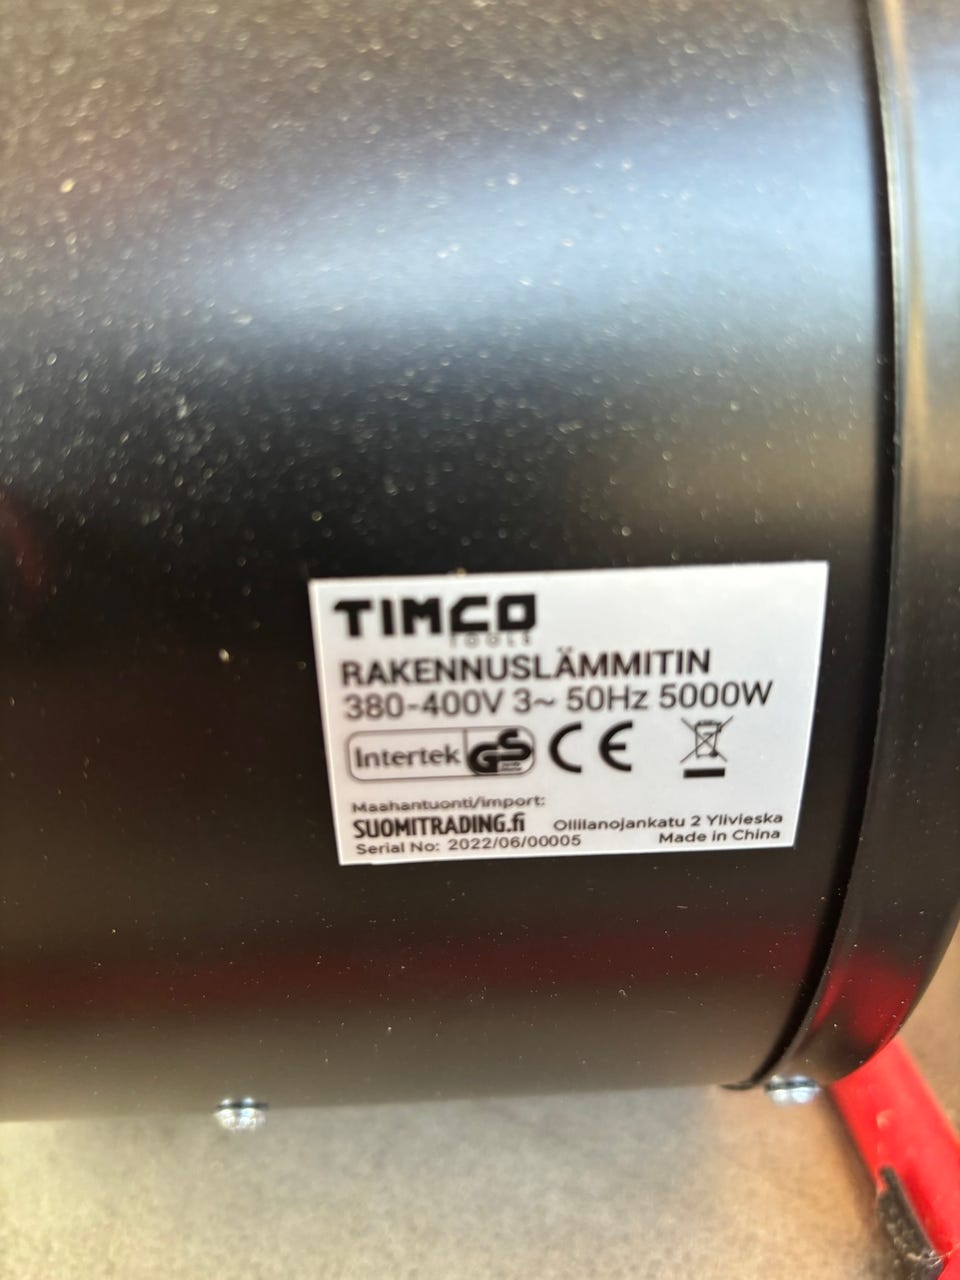 TIMCO
TOOLS
RAKENNUSLÄMMITIN
380-400V 3~ 50Hz 5000W
Intertek GS CE
Maahantuonti/import:
SUOMITRADING.fi Ollilanojankatu 2 Ylivieska
Serial No: 2022/06/00005 Made in China